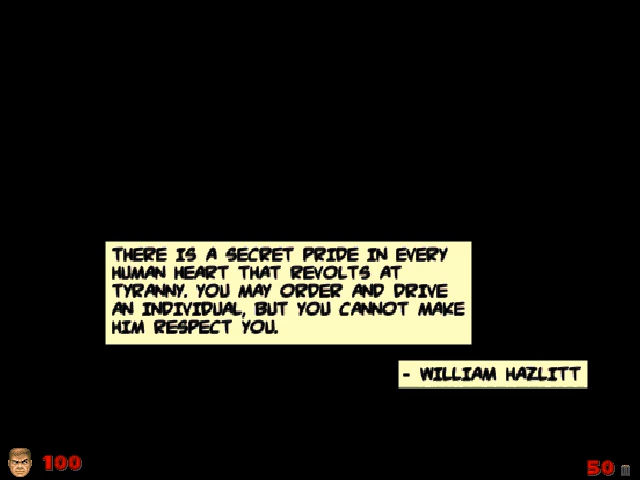 THERE IS A SECRET PRIDE IN EVERY
HUMAN HEART THAT REVOLTS AT
TYRANNY. YOU MAY ORDER AND DRIVE
AN INDIVIDUAL, BUT YOU CANNOT MAKE
HIM RESPECT YOU.
- WILLIAM HAZLITT
100
50